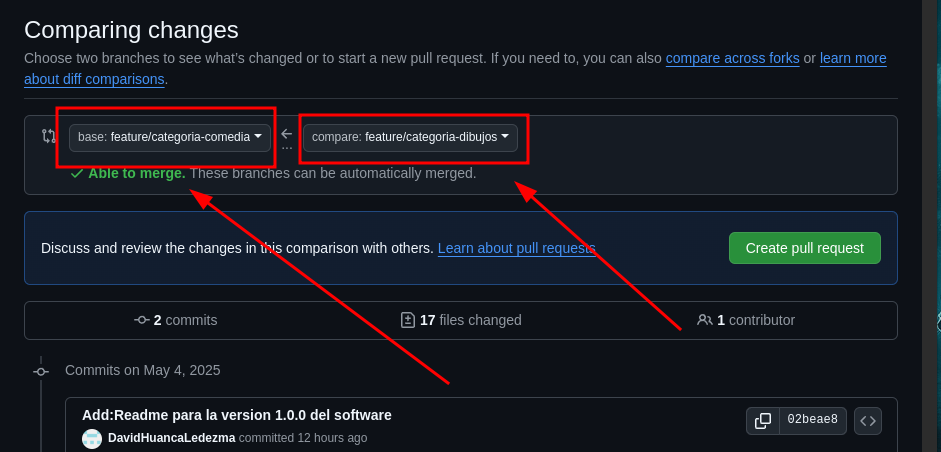 Comparing changes
Choose two branches to see what's changed or to start a new pull request. If you need to, you can also compare across forks or learn more
about diff comparisons.
base: feature/categoria-comedia
compare: feature/categoria-dibujos
...
Able to merge. These branches can be automatically merged.
Discuss and review the changes in this comparison with others. Learn about pull requests
Create pull request
2 commits
17 files changed
1 contributor
Commits on May 4, 2025
Add:Readme para la version 1.0.0 del software
02beae8
DavidHuancaLedezma committed 12 hours ago